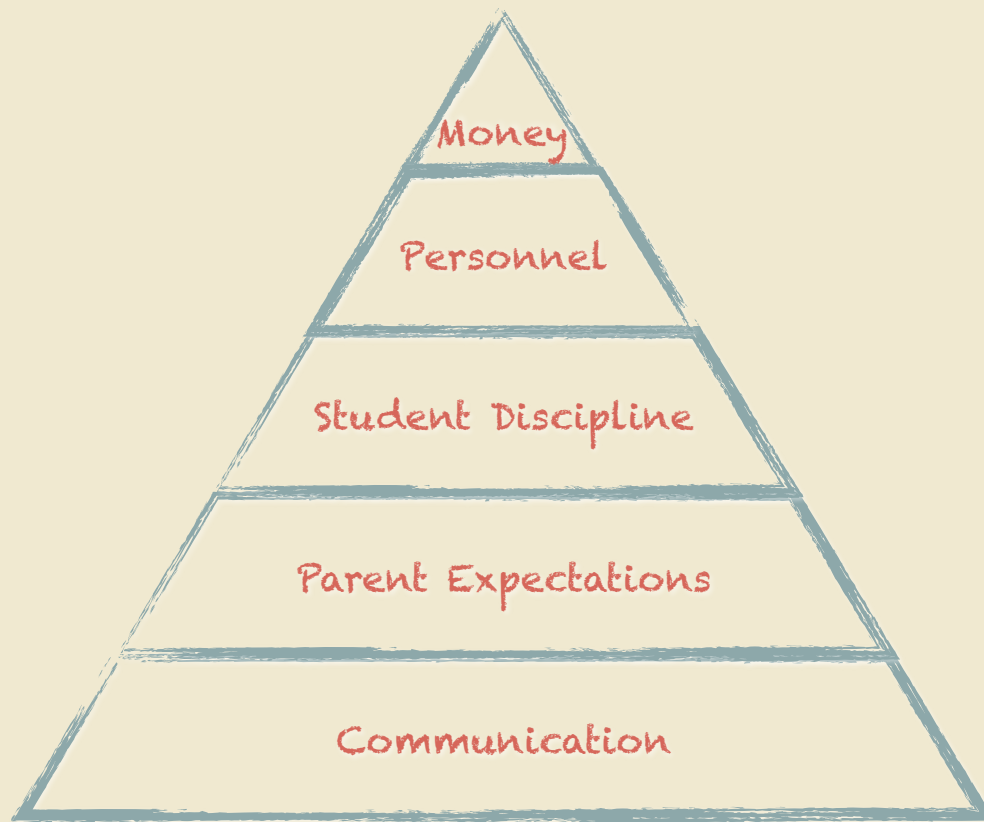 Money
Personnel
Student Discipline
Parent Expectations
Communication